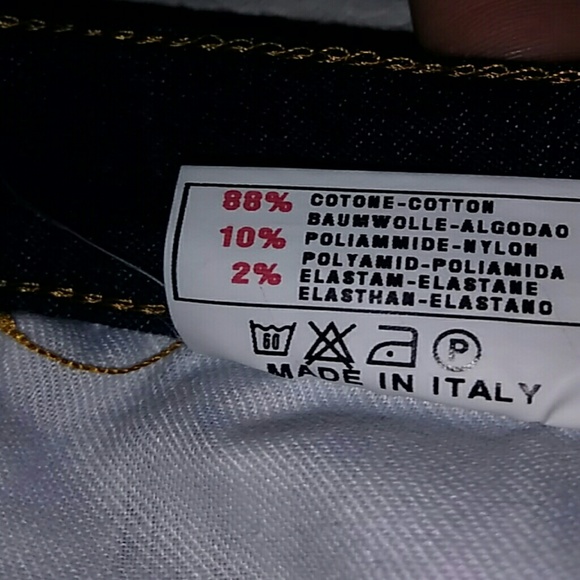 88% COTONE-COTTON
BAUMWOLLE-ALGODAO
10% POLIAMMIDE-NYLON
POLYAMID-POLIAMIDA
2% ELASTAM-ELASTANE
ELASTHAN-ELASTANO
60 P
MADE IN ITALY